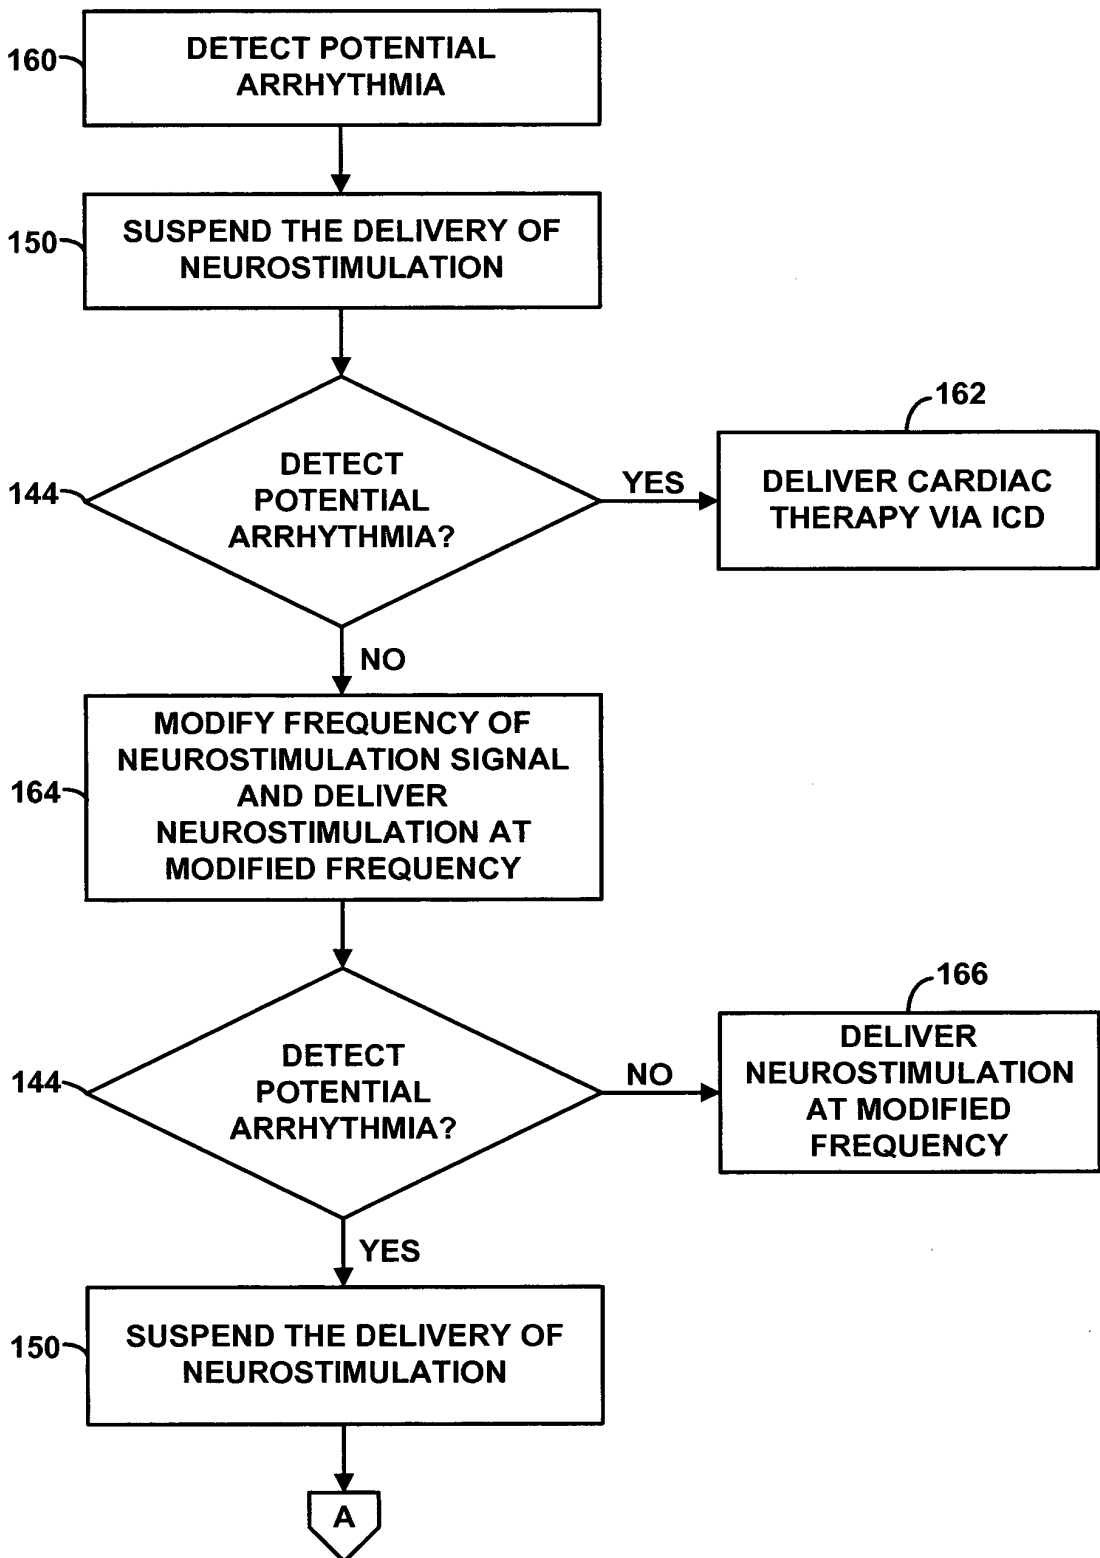 160
DETECT POTENTIAL
ARRHYTHMIA
150
SUSPEND THE DELIVERY OF
NEUROSTIMULATION
144
DETECT
POTENTIAL
ARRHYTHMIA?
YES
162
DELIVER CARDIAC
THERAPY VIA ICD
NO
164
MODIFY FREQUENCY OF
NEUROSTIMULATION SIGNAL
AND DELIVER
NEUROSTIMULATION AT
MODIFIED FREQUENCY
144
DETECT
POTENTIAL
ARRHYTHMIA?
NO
166
DELIVER
NEUROSTIMULATION
AT MODIFIED
FREQUENCY
YES
150
SUSPEND THE DELIVERY OF
NEUROSTIMULATION
A